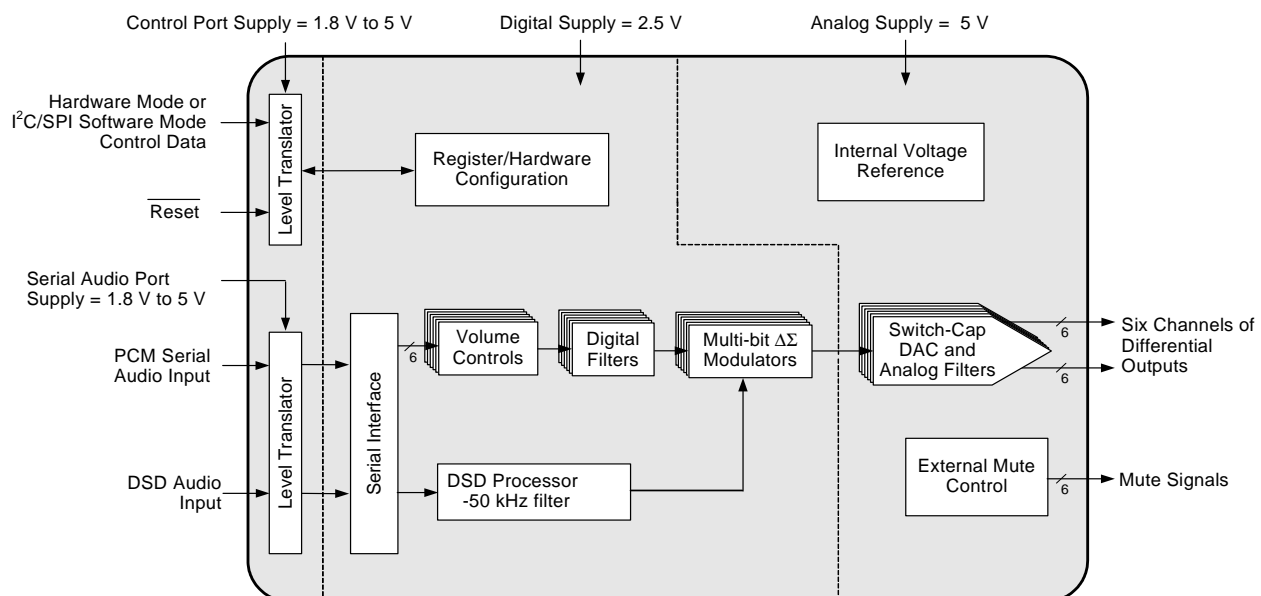 Control Port Supply = 1.8 V to 5 V
Digital Supply = 2.5 V
Analog Supply = 5 V
Hardware Mode or
I²C/SPI Software Mode
Control Data
Reset
Level Translator
Register/Hardware
Configuration
Internal Voltage
Reference
Serial Audio Port
Supply = 1.8 V to 5 V
PCM Serial
Audio Input
DSD Audio
Input
Level Translator
Serial Interface
6
Volume
Controls
Digital
Filters
Multi-bit ΔΣ
Modulators
Switch-Cap
DAC and
Analog Filters
6
6
Six Channels of
Differential
Outputs
DSD Processor
-50 kHz filter
External Mute
Control
6
Mute Signals